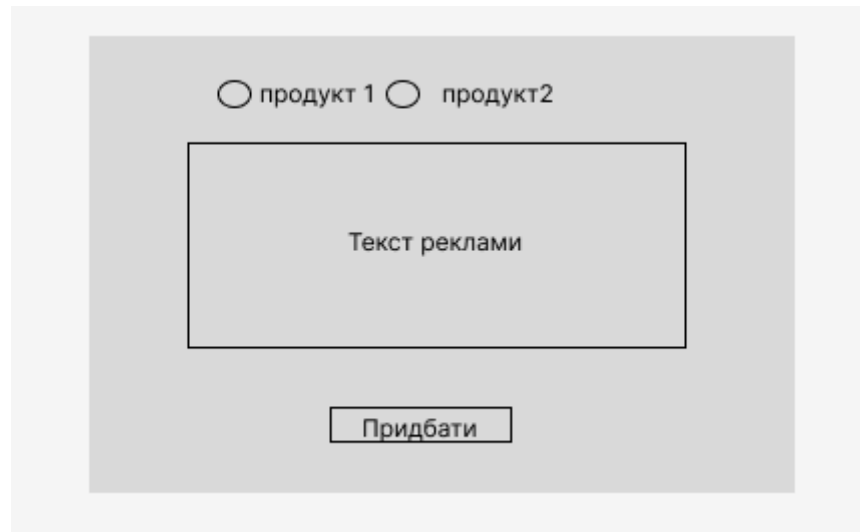 продукт 1 продукт2
Текст реклами
Придбати